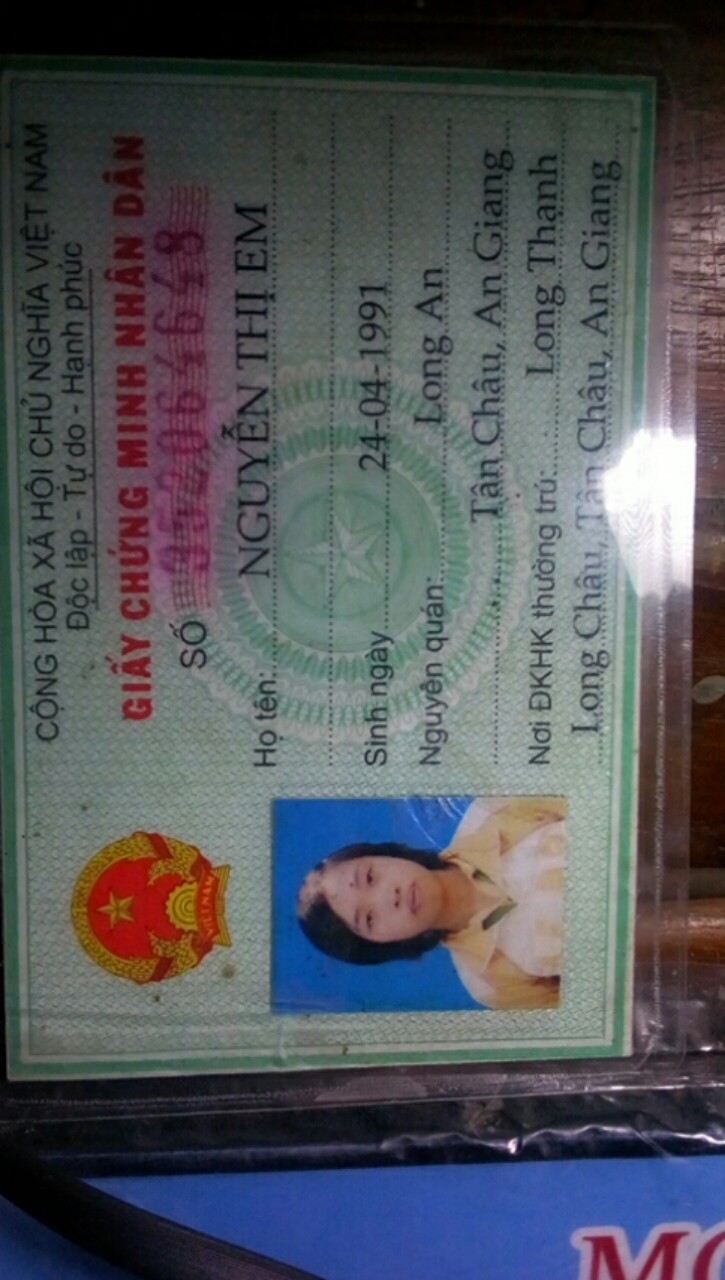 CỘNG HÒA XÃ HỘI CHỦ NGHĨA VIỆT NAM
Độc lập - Tự do - Hạnh phúc
GIẤY CHỨNG MINH NHÂN DÂN
SỐ
Họ tên: NGUYỄN THỊ EM
Sinh ngày 24-04-1991
Nguyên quán: Long An
Tân Châu, An Giang
Nơi ĐKHK thường trú: Long Thạnh
Long Châu, Tân Châu, An Giang
VIỆT NAM